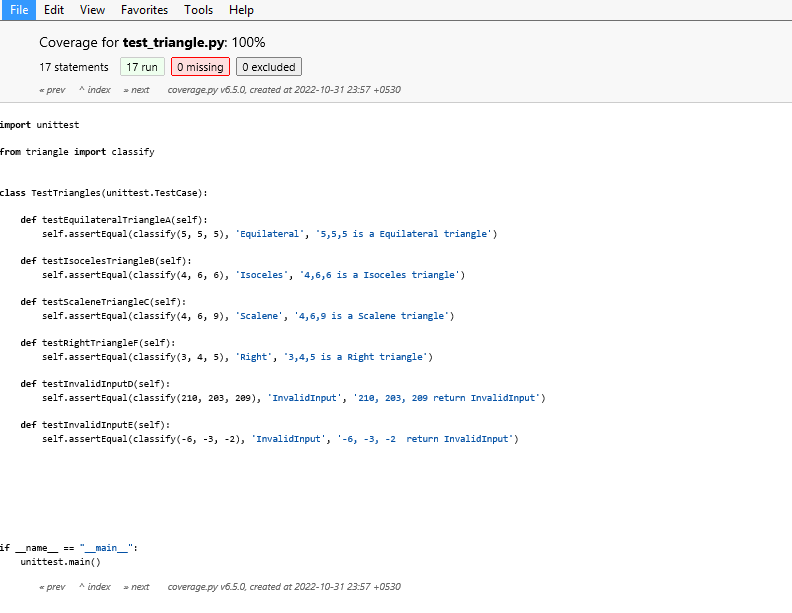 File Edit View Favorites Tools Help
Coverage for test_triangle.py: 100%
17 statements 17 run 0 missing 0 excluded
« prev ^ index » next coverage.py v6.5.0, created at 2022-10-31 23:57 +0530
import unittest
from triangle import classify
class TestTriangles(unittest.TestCase):
def testEquilateralTriangleA(self):
self.assertEqual(classify(5, 5, 5), 'Equilateral', '5,5,5 is a Equilateral triangle')
def testIsocelesTriangleB(self):
self.assertEqual(classify(4, 6, 6), 'Isoceles', '4,6,6 is a Isoceles triangle')
def testScaleneTriangleC(self):
self.assertEqual(classify(4, 6, 9), 'Scalene', '4,6,9 is a Scalene triangle')
def testRightTriangleF(self):
self.assertEqual(classify(3, 4, 5), 'Right', '3,4,5 is a Right triangle')
def testInvalidInputD(self):
self.assertEqual(classify(210, 203, 209), 'InvalidInput', '210, 203, 209 return InvalidInput')
def testInvalidInputE(self):
self.assertEqual(classify(-6, -3, -2), 'InvalidInput', '-6, -3, -2  return InvalidInput')
if __name__ == "__main__":
unittest.main()
« prev ^ index » next coverage.py v6.5.0, created at 2022-10-31 23:57 +0530